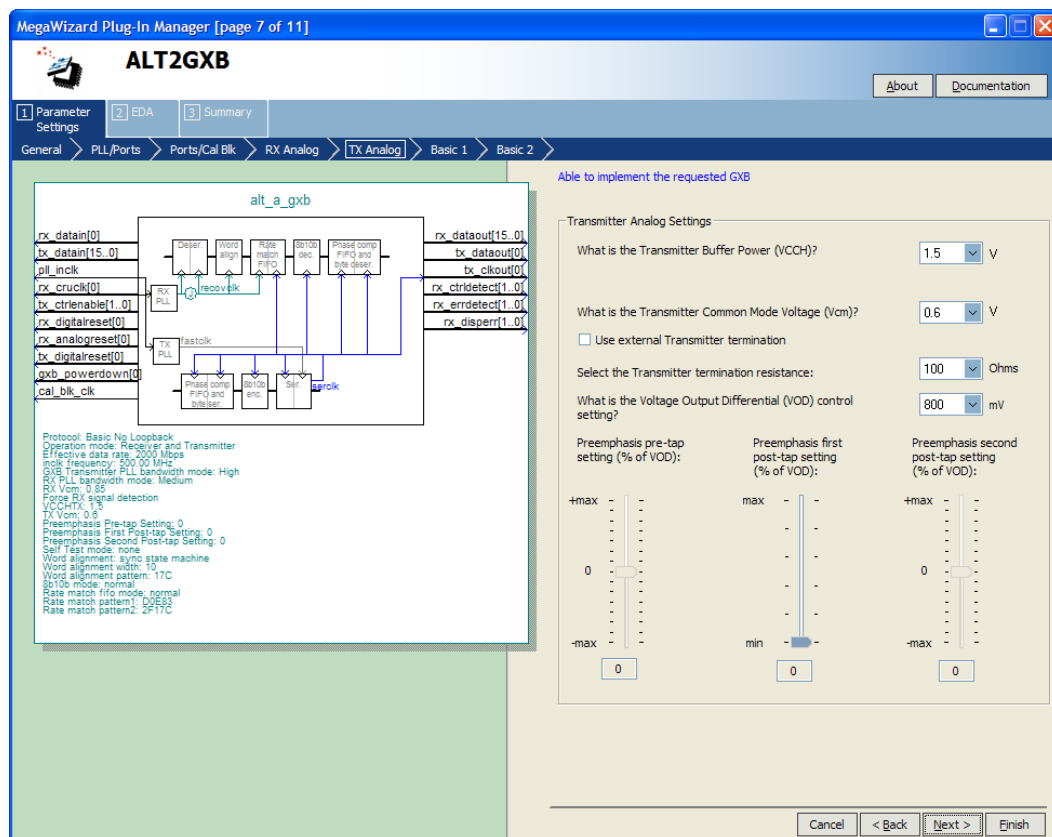 MegaWizard Plug-In Manager [page 7 of 11]
ALT2GXB
About
Documentation
1 Parameter Settings
2 EDA
3 Summary
General
PLL/Ports
Ports/Cal Blk
RX Analog
TX Analog
Basic 1
Basic 2
alt_a_gxb
rx_datain[0]
tx_datain[15..0]
pll_inclk
rx_cruclk[0]
tx_ctrlenable[1..0]
rx_digitalreset[0]
rx_analogreset[0]
tx_digitalreset[0]
gxb_powerdown[0]
cal_blk_clk
Deser.
Word align
Rate match FIFO
8b10b dec.
Phase comp FIFO and byte deser.
RX PLL
recovclk
TX PLL
fastclk
Phase comp FIFO and byte ser.
8b10b enc.
Ser.
serclk
rx_dataout[15..0]
tx_dataout[0]
tx_clkout[0]
rx_ctrldetect[1..0]
rx_errdetect[1..0]
rx_disperr[1..0]
Protocol: Basic No Loopback
Operation mode: Receiver and Transmitter
Effective data rate: 2000 Mbps
inclk frequency: 500.00 MHz
GXB Transmitter PLL bandwidth mode: High
RX PLL bandwidth mode: Medium
RX Vcm: 0.85
Force RX signal detection
VCCHTX: 1.5
TX Vcm: 0.6
Preemphasis Pre-tap Setting: 0
Preemphasis First Post-tap Setting: 0
Preemphasis Second Post-tap Setting: 0
Self Test mode: none
Word alignment: sync state machine
Word alignment width: 10
Word alignment pattern: 17C
8b10b mode: normal
Rate match fifo mode: normal
Rate match pattern1: D0E83
Rate match pattern2: 2F17C
Able to implement the requested GXB
Transmitter Analog Settings
What is the Transmitter Buffer Power (VCCH)? 1.5 V
What is the Transmitter Common Mode Voltage (Vcm)? 0.6 V
Use external Transmitter termination
Select the Transmitter termination resistance: 100 Ohms
What is the Voltage Output Differential (VOD) control
setting? 800 mV
Preemphasis pre-tap
setting (% of VOD):
+max
0
-max
0
Preemphasis first
post-tap setting
(% of VOD):
max
min
0
Preemphasis second
post-tap setting
(% of VOD):
+max
0
-max
0
Cancel
< Back
Next >
Finish